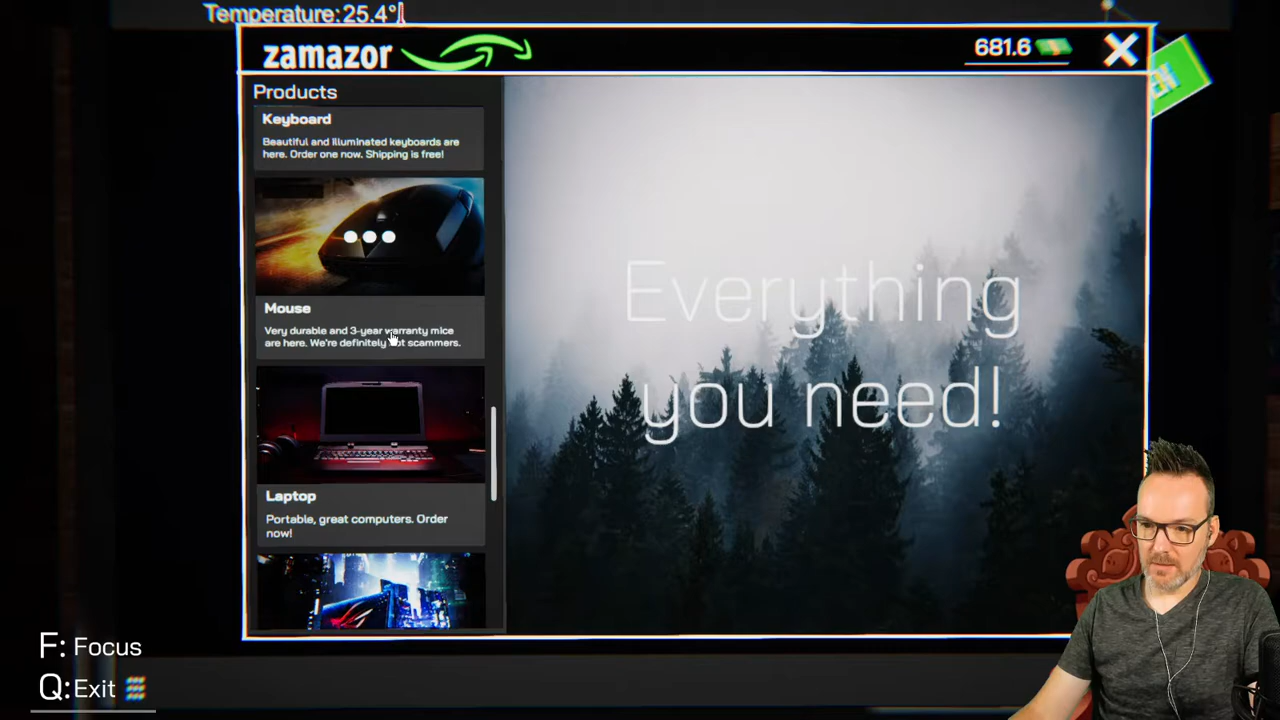 Temperature: 25.4°
zamazor
681.6
Products
Keyboard
Beautiful and illuminated keyboards are
here. Order one now. Shipping is free!
Mouse
Very durable and 3-year warranty mice
are here. We're definitely not scammers.
Laptop
Portable, great computers. Order
now!
Everything
you need!
F: Focus
Q: Exit